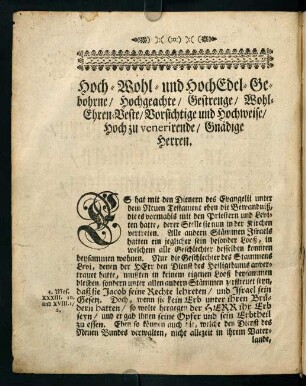 Hoch-Wohl- und HochEdel-Ge-
bohrne/ Hochgeachte/ Gestrenge/ Wohl-
Ehren-Veste/ Vorsichtige und Hochweise/
Hoch zu venerirende/ Gnädige
Herren.
ES hat mit den Dienern des Evangelii unter
dem Neuen Testament eben die Bewandtniß,
die es vormahls mit den Priestern und Levi-
ten hatte, derer Stelle sie nun in der Kirchen
vertreten. Alle andern Stämmen Israels
hatten ein jeglicher sein besonder Looß, in
welchem alle Geschlechter desselben konnten
beysammen wohnen. Nur die Geschlechter des Stammens
Levi, denen der HErr den Dienst des Heiligthums anver-
trauet hatte, musten in keinem eigenen Looß beysammen
bleiben, sondern unter allen andern Stämmen zerstreuet seyn,
daß sie Jacob seine Rechte lehreten/ und Israel sein
Gesetz. Doch, wenn sie kein Erb unter ihren Brü-
dern hatten/ so wolte hergegen der HERR ihr Erb
seyn/ und er gab ihnen seine Opfer und sein Erbtheil
zu essen. Eben so können auch die, welche den Dienst des
Neuen Bundes verwalten, nicht allezeit in ihrem Vater-
lande,
XXXIII. 10.
und XVIII.
2.